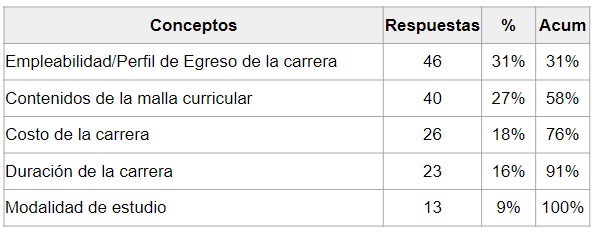 Conceptos Respuestas % Acum
Empleabilidad/Perfil de Egreso de la carrera 46 31% 31%
Contenidos de la malla curricular 40 27% 58%
Costo de la carrera 26 18% 76%
Duración de la carrera 23 16% 91%
Modalidad de estudio 13 9% 100%